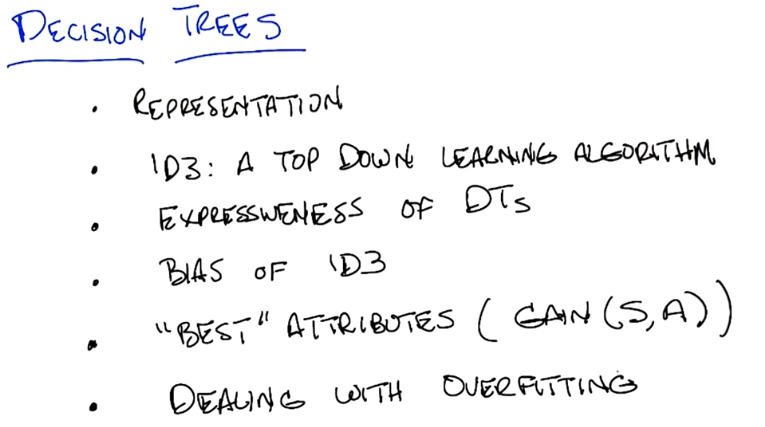 DECISION TREES
• REPRESENTATION
• ID3: A TOP DOWN LEARNING ALGORITHM
• EXPRESSIVENESS OF DTs
• BIAS OF ID3
• "BEST" ATTRIBUTES (GAIN(S,A))
• DEALING WITH OVERFITTING